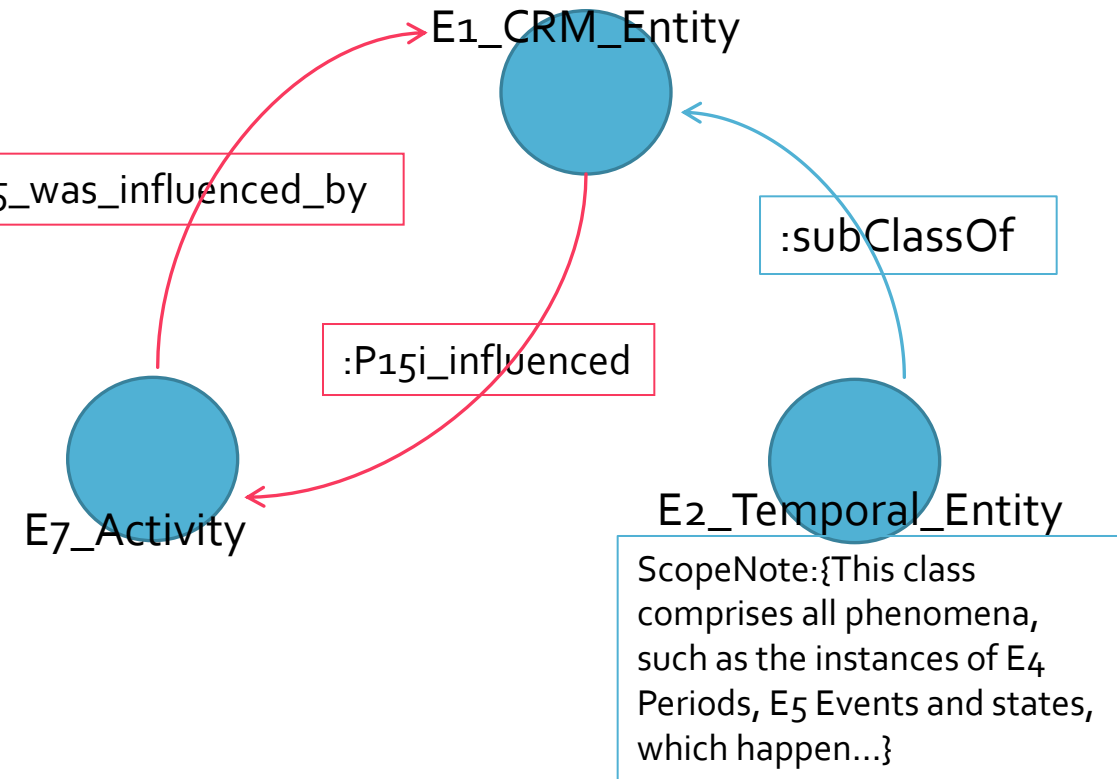 E1_CRM_Entity
5_was_influenced_by
:subClassOf
:P15i_influenced
E7_Activity
E2_Temporal_Entity
ScopeNote:{This class
comprises all phenomena,
such as the instances of E4
Periods, E5 Events and states,
which happen...}